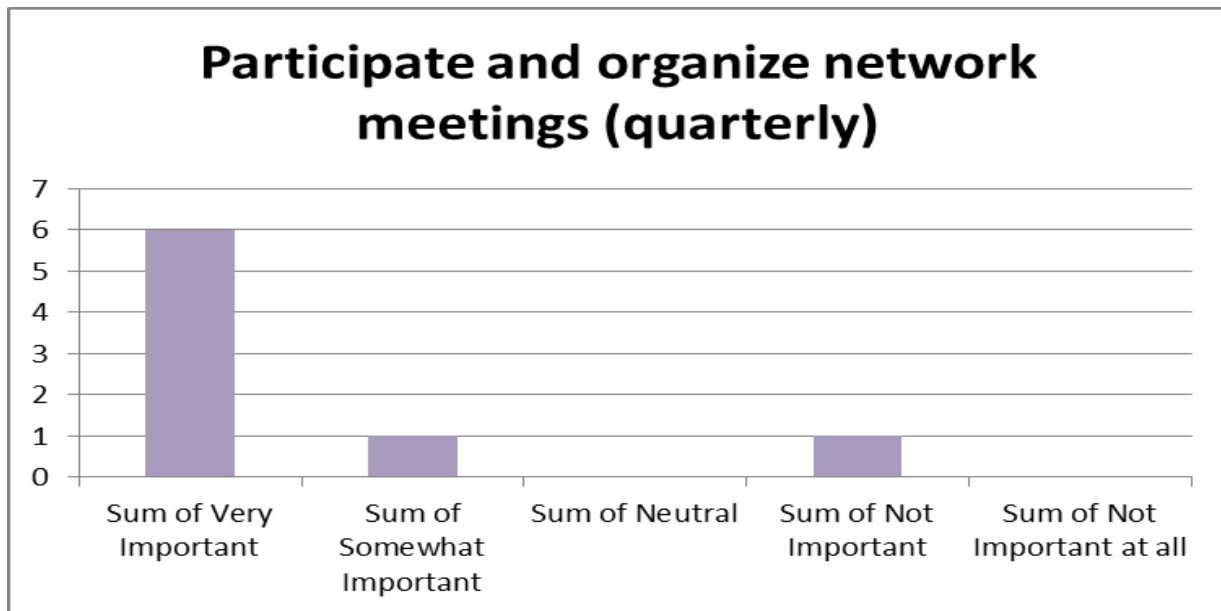 Participate and organize network
meetings (quarterly)
7
6
5
4
3
2
1
0
Sum of Very
Important
Sum of
Somewhat
Important
Sum of Neutral
Sum of Not
Important
Sum of Not
Important at all